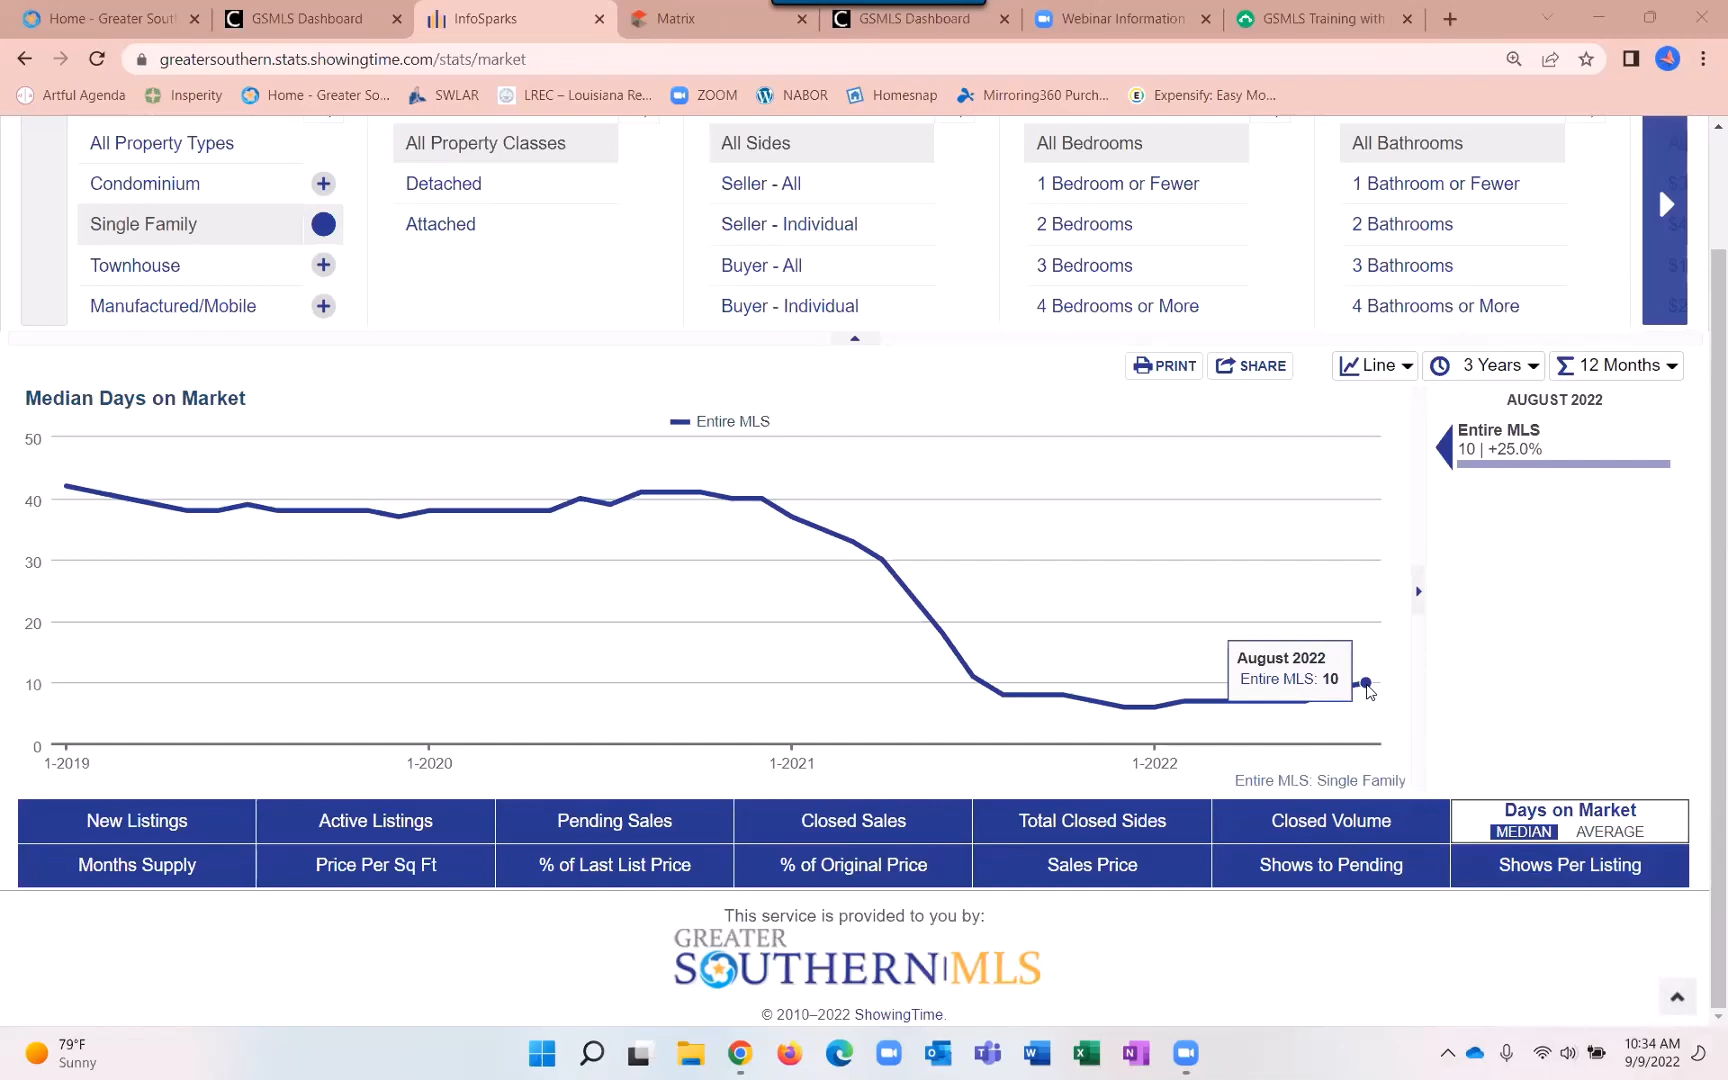 Home - Greater Sout
GSMLS Dashboard
InfoSparks
Matrix
GSMLS Dashboard
Webinar Information
GSMLS Training with
greatersouthern.stats.showingtime.com/stats/market
Artful Agenda
Insperity
Home - Greater So...
SWLAR
LREC – Louisiana Re...
ZOOM
NABOR
Homesnap
Mirroring360 Purch...
Expensify: Easy Mo...
All Property Types
Condominium
Single Family
Townhouse
Manufactured/Mobile
All Property Classes
Detached
Attached
All Sides
Seller - All
Seller - Individual
Buyer - All
Buyer - Individual
All Bedrooms
1 Bedroom or Fewer
2 Bedrooms
3 Bedrooms
4 Bedrooms or More
All Bathrooms
1 Bathroom or Fewer
2 Bathrooms
3 Bathrooms
4 Bathrooms or More
PRINT
SHARE
Line
3 Years
12 Months
Median Days on Market
Entire MLS
AUGUST 2022
Entire MLS
10 | +25.0%
50
40
30
20
10
0
August 2022
Entire MLS: 10
1-2019
1-2020
1-2021
1-2022
Entire MLS: Single Family
New Listings
Active Listings
Pending Sales
Closed Sales
Total Closed Sides
Closed Volume
Days on Market
MEDIAN AVERAGE
Months Supply
Price Per Sq Ft
% of Last List Price
% of Original Price
Sales Price
Shows to Pending
Shows Per Listing
This service is provided to you by:
GREATER
SOUTHERN MLS
© 2010–2022 ShowingTime.
79°F
Sunny
10:34 AM
9/9/2022